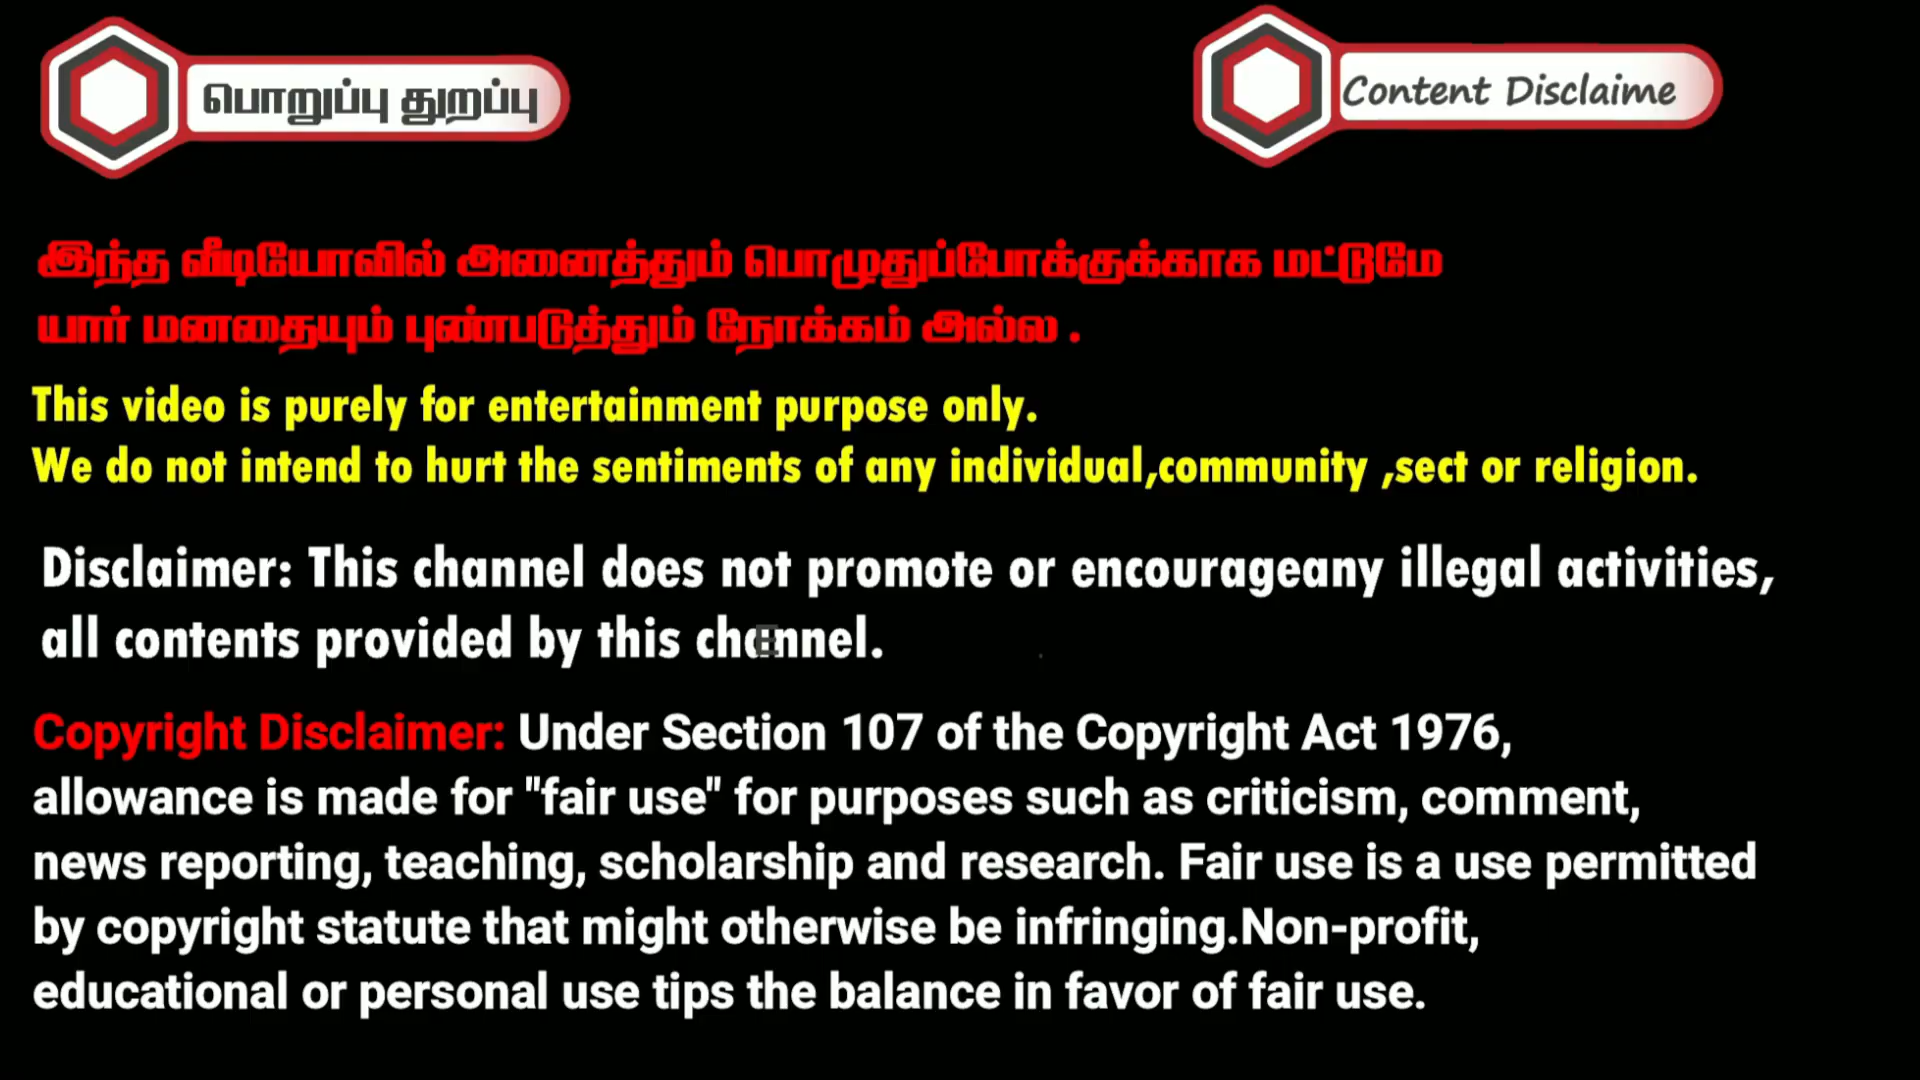 பொறுப்பு துறப்பு
Content Disclaime
இந்த வீடியோவில் அனைத்தும் பொழுதுப்போக்குக்காக மட்டுமே
யார் மனதையும் புண்படுத்தும் நோக்கம் அல்ல .
This video is purely for entertainment purpose only.
We do not intend to hurt the sentiments of any individual,community ,sect or religion.
Disclaimer: This channel does not promote or encourageany illegal activities,
all contents provided by this channel.
Copyright Disclaimer: Under Section 107 of the Copyright Act 1976,
allowance is made for "fair use" for purposes such as criticism, comment,
news reporting, teaching, scholarship and research. Fair use is a use permitted
by copyright statute that might otherwise be infringing.Non-profit,
educational or personal use tips the balance in favor of fair use.